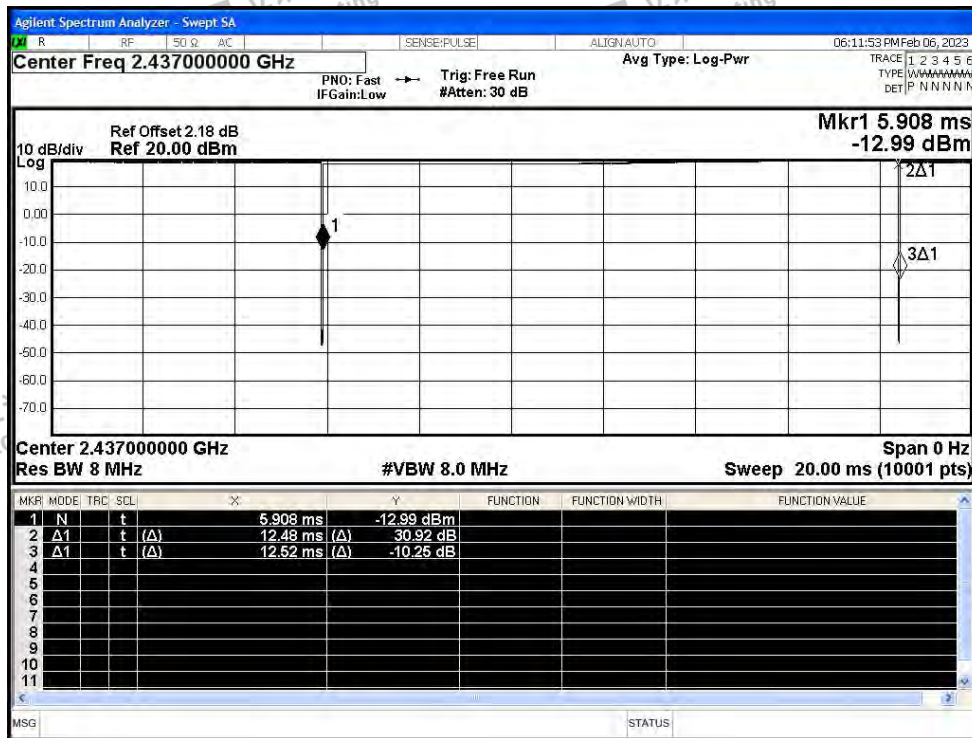 Agilent Spectrum Analyzer - Swept SA
LXI R RF 50 Ω AC SENSE:PULSE ALIGN AUTO 06:11:53 PM Feb 06, 2023
Center Freq 2.437000000 GHz
Avg Type: Log-Pwr
TRACE 1 2 3 4 5 6
TYPE WWWWWW
DET P N N N N N
PNO: Fast Trig: Free Run
IFGain:Low #Atten: 30 dB
Mkr1 5.908 ms
-12.99 dBm
Ref Offset 2.18 dB
10 dB/div Ref 20.00 dBm
Log
2Δ1
10.0
0.00
1
-10.0
3Δ1
-20.0
-30.0
-40.0
-50.0
-60.0
-70.0
Center 2.437000000 GHz Span 0 Hz
Res BW 8 MHz #VBW 8.0 MHz Sweep 20.00 ms (10001 pts)
MKR MODE TRC SCL X Y FUNCTION FUNCTION WIDTH FUNCTION VALUE
1 N t 5.908 ms -12.99 dBm
2 Δ1 t (Δ) 12.48 ms (Δ) 30.92 dB
3 Δ1 t (Δ) 12.52 ms (Δ) -10.25 dB
4
5
6
7
8
9
10
11
MSG STATUS